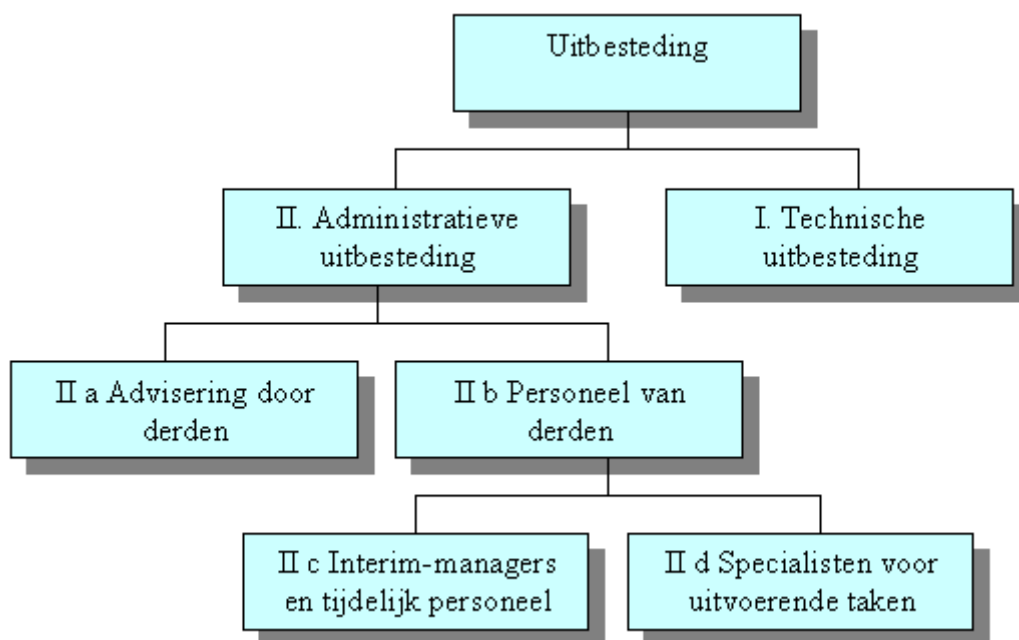 Uitbesteding
II. Administratieve
uitbesteding
I. Technische
uitbesteding
II a Advisering door
derden
II b Personeel van
derden
II c Interim-managers
en tijdelijk personeel
II d Specialisten voor
uitvoerende taken